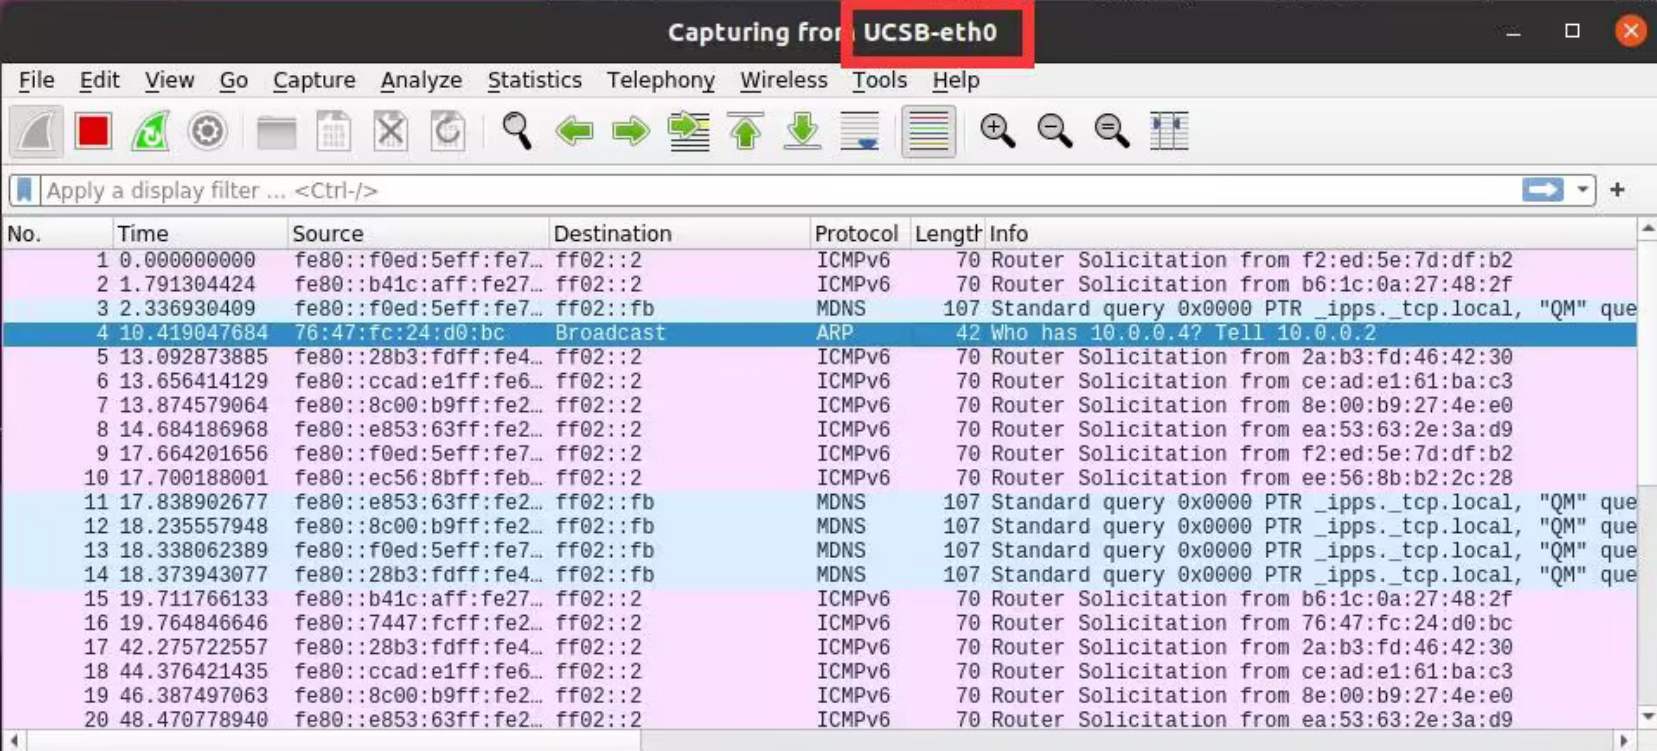 Capturing from UCSB-eth0
File Edit View Go Capture Analyze Statistics Telephony Wireless Tools Help
Apply a display filter ... <Ctrl-/>
No. Time Source Destination Protocol Length Info
1 0.000000000 fe80::f0ed:5eff:fe7… ff02::2 ICMPv6 70 Router Solicitation from f2:ed:5e:7d:df:b2
2 1.791304424 fe80::b41c:aff:fe27… ff02::2 ICMPv6 70 Router Solicitation from b6:1c:0a:27:48:2f
3 2.336930409 fe80::f0ed:5eff:fe7… ff02::fb MDNS 107 Standard query 0x0000 PTR _ipps._tcp.local, "QM" que
4 10.419047684 76:47:fc:24:d0:bc Broadcast ARP 42 Who has 10.0.0.4? Tell 10.0.0.2
5 13.092873885 fe80::28b3:fdff:fe4… ff02::2 ICMPv6 70 Router Solicitation from 2a:b3:fd:46:42:30
6 13.656414129 fe80::ccad:e1ff:fe6… ff02::2 ICMPv6 70 Router Solicitation from ce:ad:e1:61:ba:c3
7 13.874579064 fe80::8c00:b9ff:fe2… ff02::2 ICMPv6 70 Router Solicitation from 8e:00:b9:27:4e:e0
8 14.684186968 fe80::e853:63ff:fe2… ff02::2 ICMPv6 70 Router Solicitation from ea:53:63:2e:3a:d9
9 17.664201656 fe80::f0ed:5eff:fe7… ff02::2 ICMPv6 70 Router Solicitation from f2:ed:5e:7d:df:b2
10 17.700188001 fe80::ec56:8bff:feb… ff02::2 ICMPv6 70 Router Solicitation from ee:56:8b:b2:2c:28
11 17.838902677 fe80::e853:63ff:fe2… ff02::fb MDNS 107 Standard query 0x0000 PTR _ipps._tcp.local, "QM" que
12 18.235557948 fe80::8c00:b9ff:fe2… ff02::fb MDNS 107 Standard query 0x0000 PTR _ipps._tcp.local, "QM" que
13 18.338062389 fe80::f0ed:5eff:fe7… ff02::fb MDNS 107 Standard query 0x0000 PTR _ipps._tcp.local, "QM" que
14 18.373943077 fe80::28b3:fdff:fe4… ff02::fb MDNS 107 Standard query 0x0000 PTR _ipps._tcp.local, "QM" que
15 19.711766133 fe80::b41c:aff:fe27… ff02::2 ICMPv6 70 Router Solicitation from b6:1c:0a:27:48:2f
16 19.764846646 fe80::7447:fcff:fe2… ff02::2 ICMPv6 70 Router Solicitation from 76:47:fc:24:d0:bc
17 42.275722557 fe80::28b3:fdff:fe4… ff02::2 ICMPv6 70 Router Solicitation from 2a:b3:fd:46:42:30
18 44.376421435 fe80::ccad:e1ff:fe6… ff02::2 ICMPv6 70 Router Solicitation from ce:ad:e1:61:ba:c3
19 46.387497063 fe80::8c00:b9ff:fe2… ff02::2 ICMPv6 70 Router Solicitation from 8e:00:b9:27:4e:e0
20 48.470778940 fe80::e853:63ff:fe2… ff02::2 ICMPv6 70 Router Solicitation from ea:53:63:2e:3a:d9